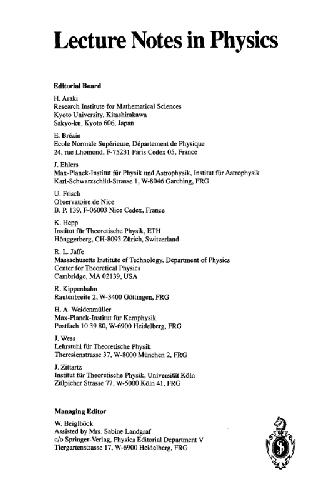 Lecture Notes in Physics
Editorial Board
H. Araki
Research Institute for Mathematical Sciences
Kyoto University, Kitashirakawa
Sakyo-ku, Kyoto 606, Japan
E. Brézin
Ecole Normale Supérieure, Département de Physique
24, rue Lhomond, F-75231 Paris Cedex 05, France
J. Ehlers
Max-Planck-Institut für Physik und Astrophysik, Institut für Astrophysik
Karl-Schwarzschild-Strasse 1, W-8046 Garching, FRG
U. Frisch
Observatoire de Nice
B. P. 139, F-06003 Nice Cedex, France
K. Hepp
Institut für Theoretische Physik, ETH
Hönggerberg, CH-8093 Zürich, Switzerland
R. L. Jaffe
Massachusetts Institute of Technology, Department of Physics
Center for Theoretical Physics
Cambridge, MA 02139, USA
R. Kippenhahn
Rautenbreite 2, W-3400 Göttingen, FRG
H. A. Weidenmüller
Max-Planck-Institut für Kernphysik
Postfach 10 39 80, W-6900 Heidelberg, FRG
J. Wess
Lehrstuhl für Theoretische Physik
Theresienstrasse 37, W-8000 München 2, FRG
J. Zittartz
Institut für Theoretische Physik, Universität Köln
Zülpicher Strasse 77, W-5000 Köln 41, FRG
Managing Editor
W. Beiglböck
Assisted by Mrs. Sabine Landgraf
c/o Springer-Verlag, Physics Editorial Department V
Tiergartenstrasse 17, W-6900 Heidelberg, FRG